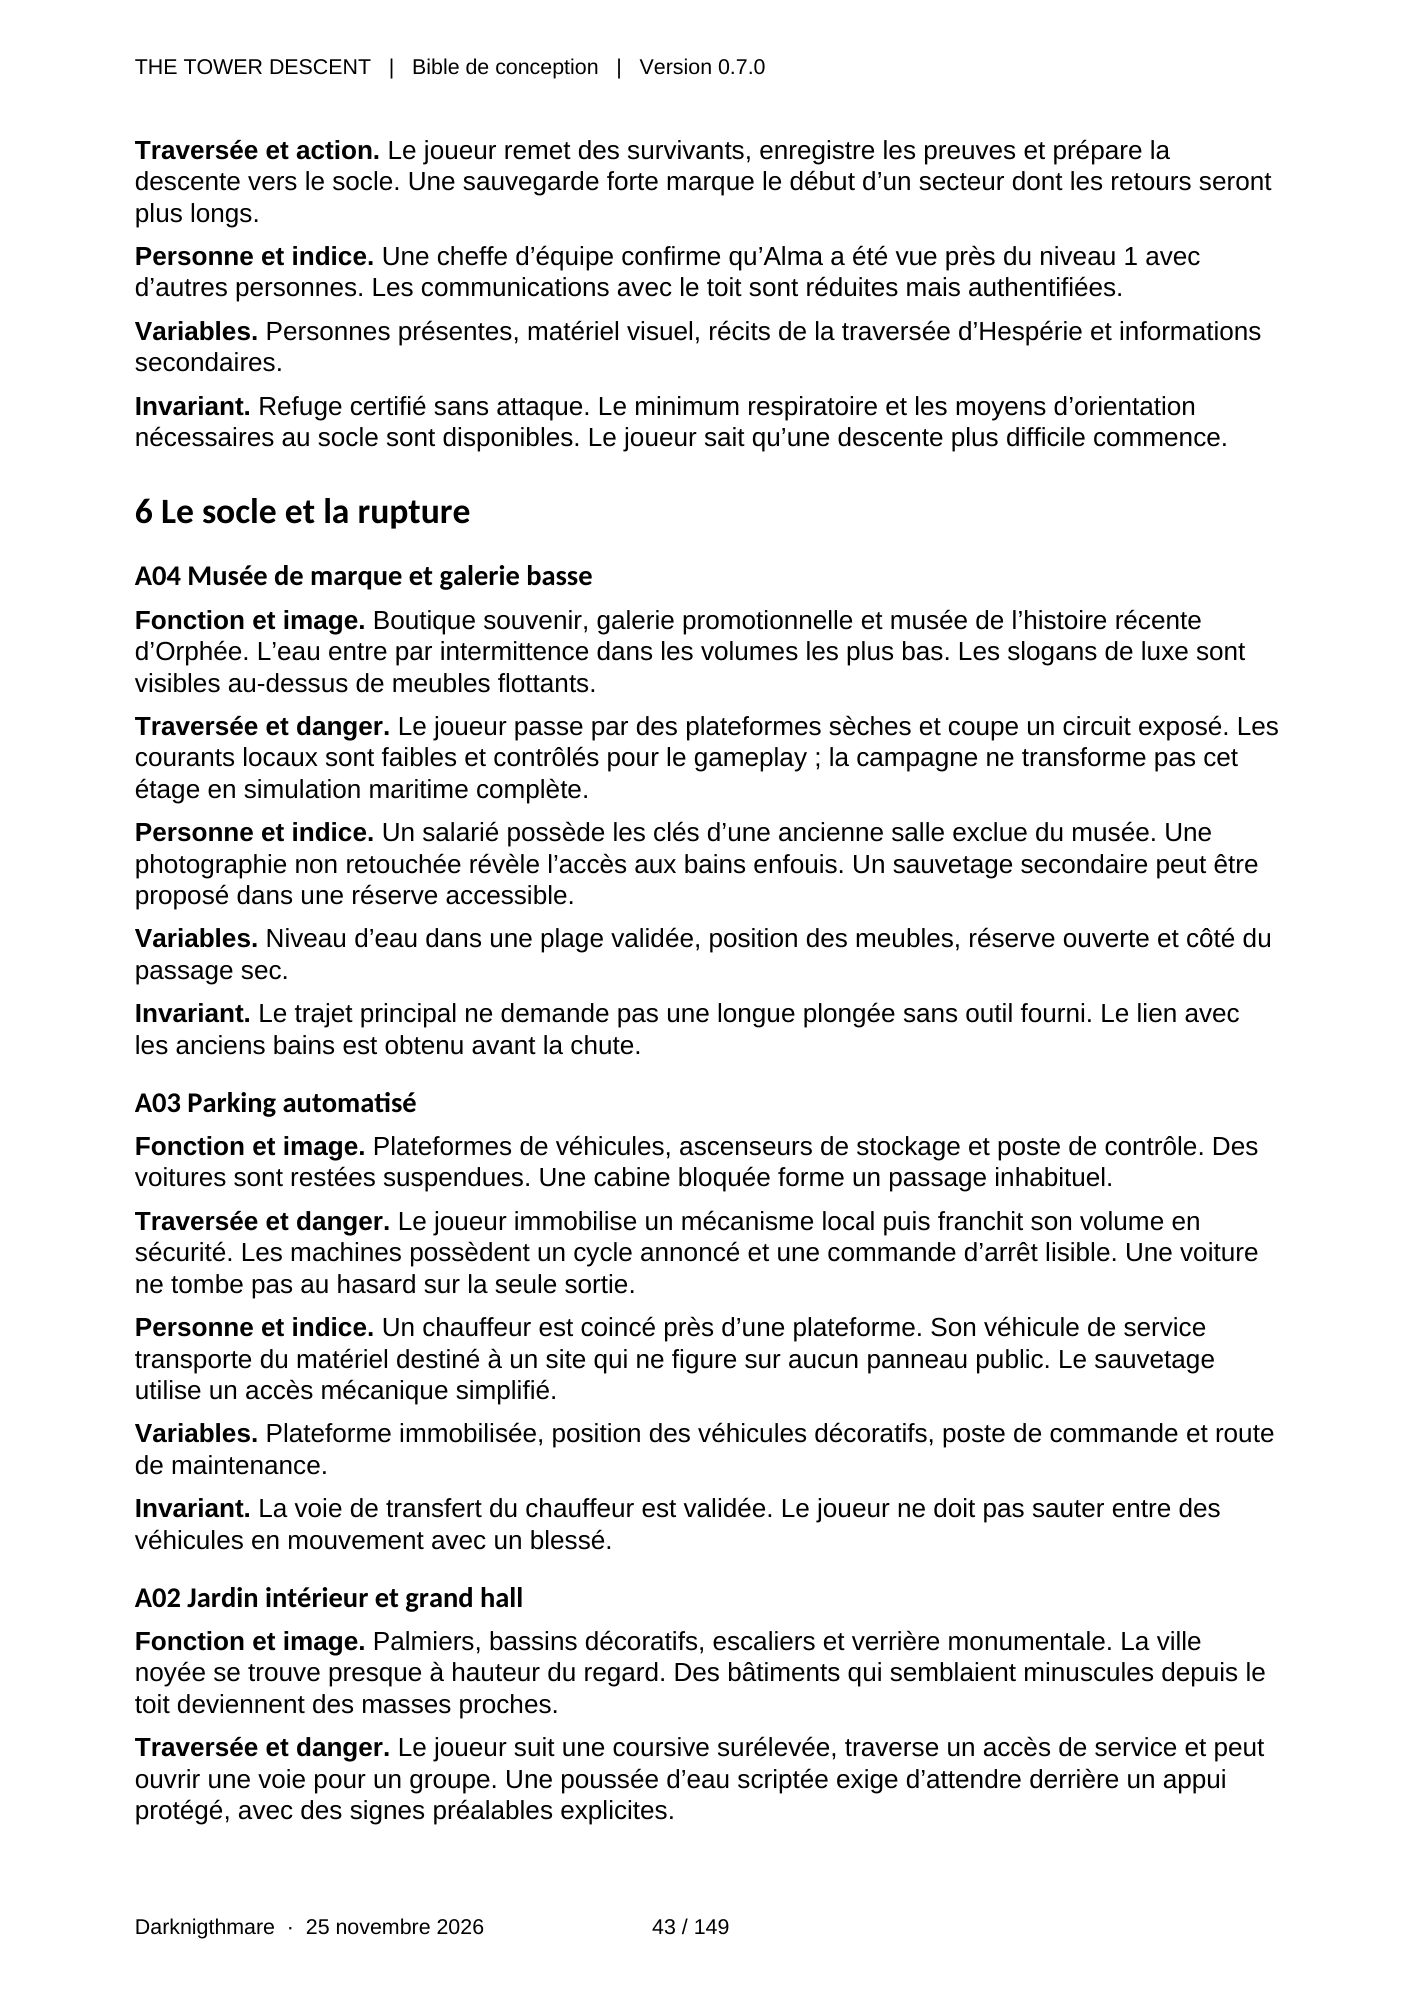 THE TOWER DESCENT | Bible de conception | Version 0.7.0
Traversée et action. Le joueur remet des survivants, enregistre les preuves et prépare la
descente vers le socle. Une sauvegarde forte marque le début d’un secteur dont les retours seront
plus longs.
Personne et indice. Une cheffe d’équipe confirme qu’Alma a été vue près du niveau 1 avec
d’autres personnes. Les communications avec le toit sont réduites mais authentifiées.
Variables. Personnes présentes, matériel visuel, récits de la traversée d’Hespérie et informations
secondaires.
Invariant. Refuge certifié sans attaque. Le minimum respiratoire et les moyens d’orientation
nécessaires au socle sont disponibles. Le joueur sait qu’une descente plus difficile commence.
6 Le socle et la rupture
A04 Musée de marque et galerie basse
Fonction et image. Boutique souvenir, galerie promotionnelle et musée de l’histoire récente
d’Orphée. L’eau entre par intermittence dans les volumes les plus bas. Les slogans de luxe sont
visibles au-dessus de meubles flottants.
Traversée et danger. Le joueur passe par des plateformes sèches et coupe un circuit exposé. Les
courants locaux sont faibles et contrôlés pour le gameplay ; la campagne ne transforme pas cet
étage en simulation maritime complète.
Personne et indice. Un salarié possède les clés d’une ancienne salle exclue du musée. Une
photographie non retouchée révèle l’accès aux bains enfouis. Un sauvetage secondaire peut être
proposé dans une réserve accessible.
Variables. Niveau d’eau dans une plage validée, position des meubles, réserve ouverte et côté du
passage sec.
Invariant. Le trajet principal ne demande pas une longue plongée sans outil fourni. Le lien avec
les anciens bains est obtenu avant la chute.
A03 Parking automatisé
Fonction et image. Plateformes de véhicules, ascenseurs de stockage et poste de contrôle. Des
voitures sont restées suspendues. Une cabine bloquée forme un passage inhabituel.
Traversée et danger. Le joueur immobilise un mécanisme local puis franchit son volume en
sécurité. Les machines possèdent un cycle annoncé et une commande d’arrêt lisible. Une voiture
ne tombe pas au hasard sur la seule sortie.
Personne et indice. Un chauffeur est coincé près d’une plateforme. Son véhicule de service
transporte du matériel destiné à un site qui ne figure sur aucun panneau public. Le sauvetage
utilise un accès mécanique simplifié.
Variables. Plateforme immobilisée, position des véhicules décoratifs, poste de commande et route
de maintenance.
Invariant. La voie de transfert du chauffeur est validée. Le joueur ne doit pas sauter entre des
véhicules en mouvement avec un blessé.
A02 Jardin intérieur et grand hall
Fonction et image. Palmiers, bassins décoratifs, escaliers et verrière monumentale. La ville
noyée se trouve presque à hauteur du regard. Des bâtiments qui semblaient minuscules depuis le
toit deviennent des masses proches.
Traversée et danger. Le joueur suit une coursive surélevée, traverse un accès de service et peut
ouvrir une voie pour un groupe. Une poussée d’eau scriptée exige d’attendre derrière un appui
protégé, avec des signes préalables explicites.
Darknigthmare · 25 novembre 2026 43 / 149